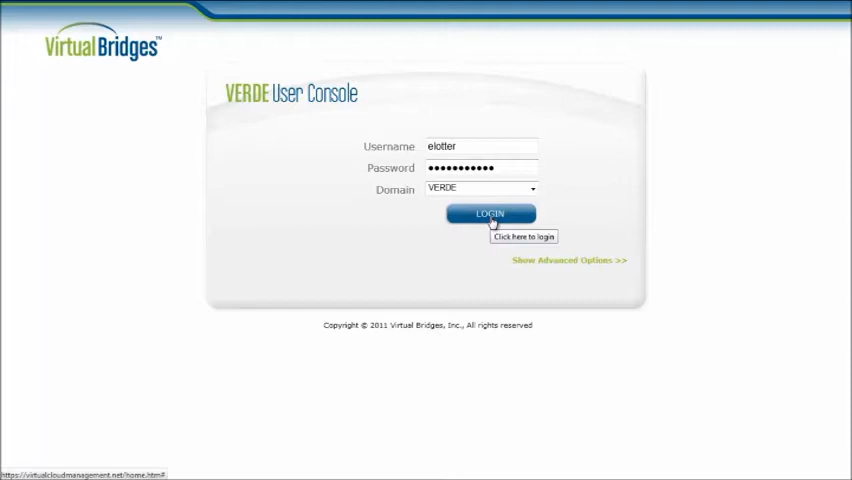 VirtualBridges™
VERDE User Console
Username elotter
Password •••••••••••
Domain VERDE
LOGIN
Click here to login
Show Advanced Options >>
Copyright © 2011 Virtual Bridges, Inc., All rights reserved
https://virtualcloudmanagement.net/home.htm#